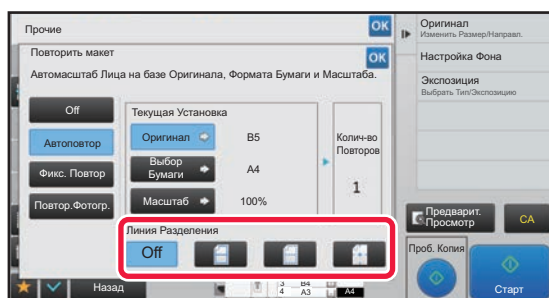 Прочие
OK
Повторить макет
OK
Автомасштаб Лица на базе Оригинала, Формата Бумаги и Масштаба.
Off
Автоповтор
Фикс. Повтор
Повтор.Фотогр.
Текущая Установка
Оригинал
B5
Выбор
Бумаги
A4
Масштаб
100%
Колич-во
Повторов
1
Линия Разделения
Off
Назад
3 B4
4 A3
A4
Оригинал
Изменить Размер/Направл.
Настройка Фона
Экспозиция
Выбрать Тип/Экспозицию
Предварит.
Просмотр
CA
Проб. Копия
Старт